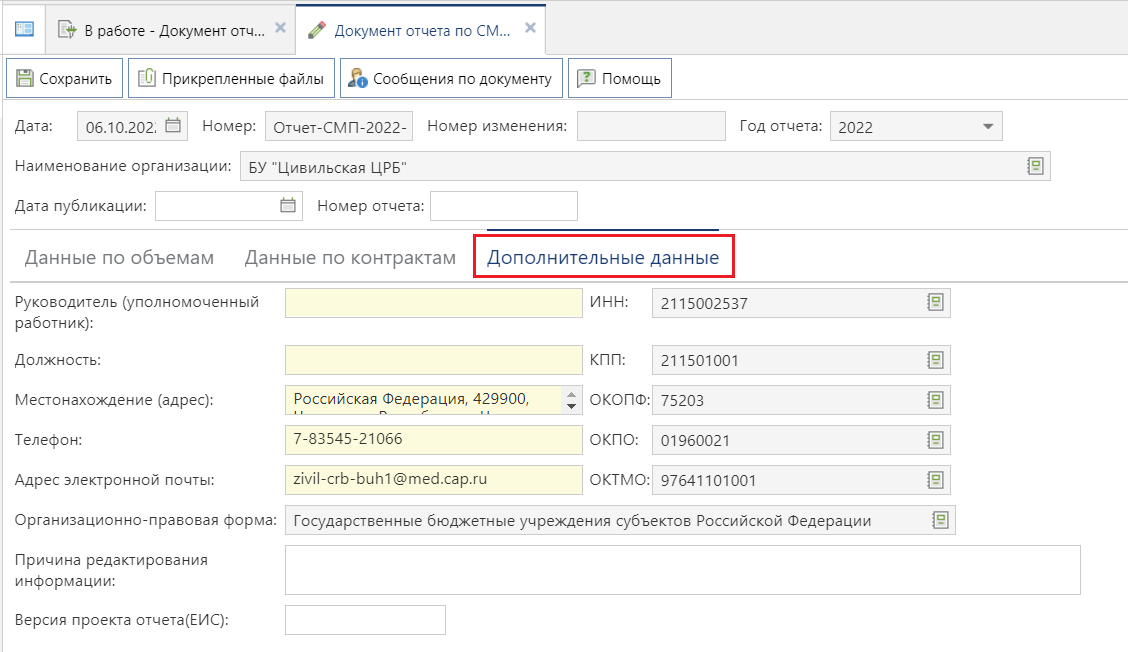 В работе - Документ отч...
Документ отчета по СМ...
Сохранить Прикрепленные файлы Сообщения по документу Помощь
Дата: 06.10.202 Номер: Отчет-СМП-2022- Номер изменения: Год отчета: 2022
Наименование организации: БУ "Цивильская ЦРБ"
Дата публикации: Номер отчета:
Данные по объемам Данные по контрактам Дополнительные данные
Руководитель (уполномоченный
работник):
ИНН: 2115002537
Должность: КПП: 211501001
Местонахождение (адрес): Российская Федерация, 429900, ОКОПФ: 75203
Телефон: 7-83545-21066 ОКПО: 01960021
Адрес электронной почты: zivil-crb-buh1@med.cap.ru ОКТМО: 97641101001
Организационно-правовая форма: Государственные бюджетные учреждения субъектов Российской Федерации
Причина редактирования
информации:
Версия проекта отчета(ЕИС):